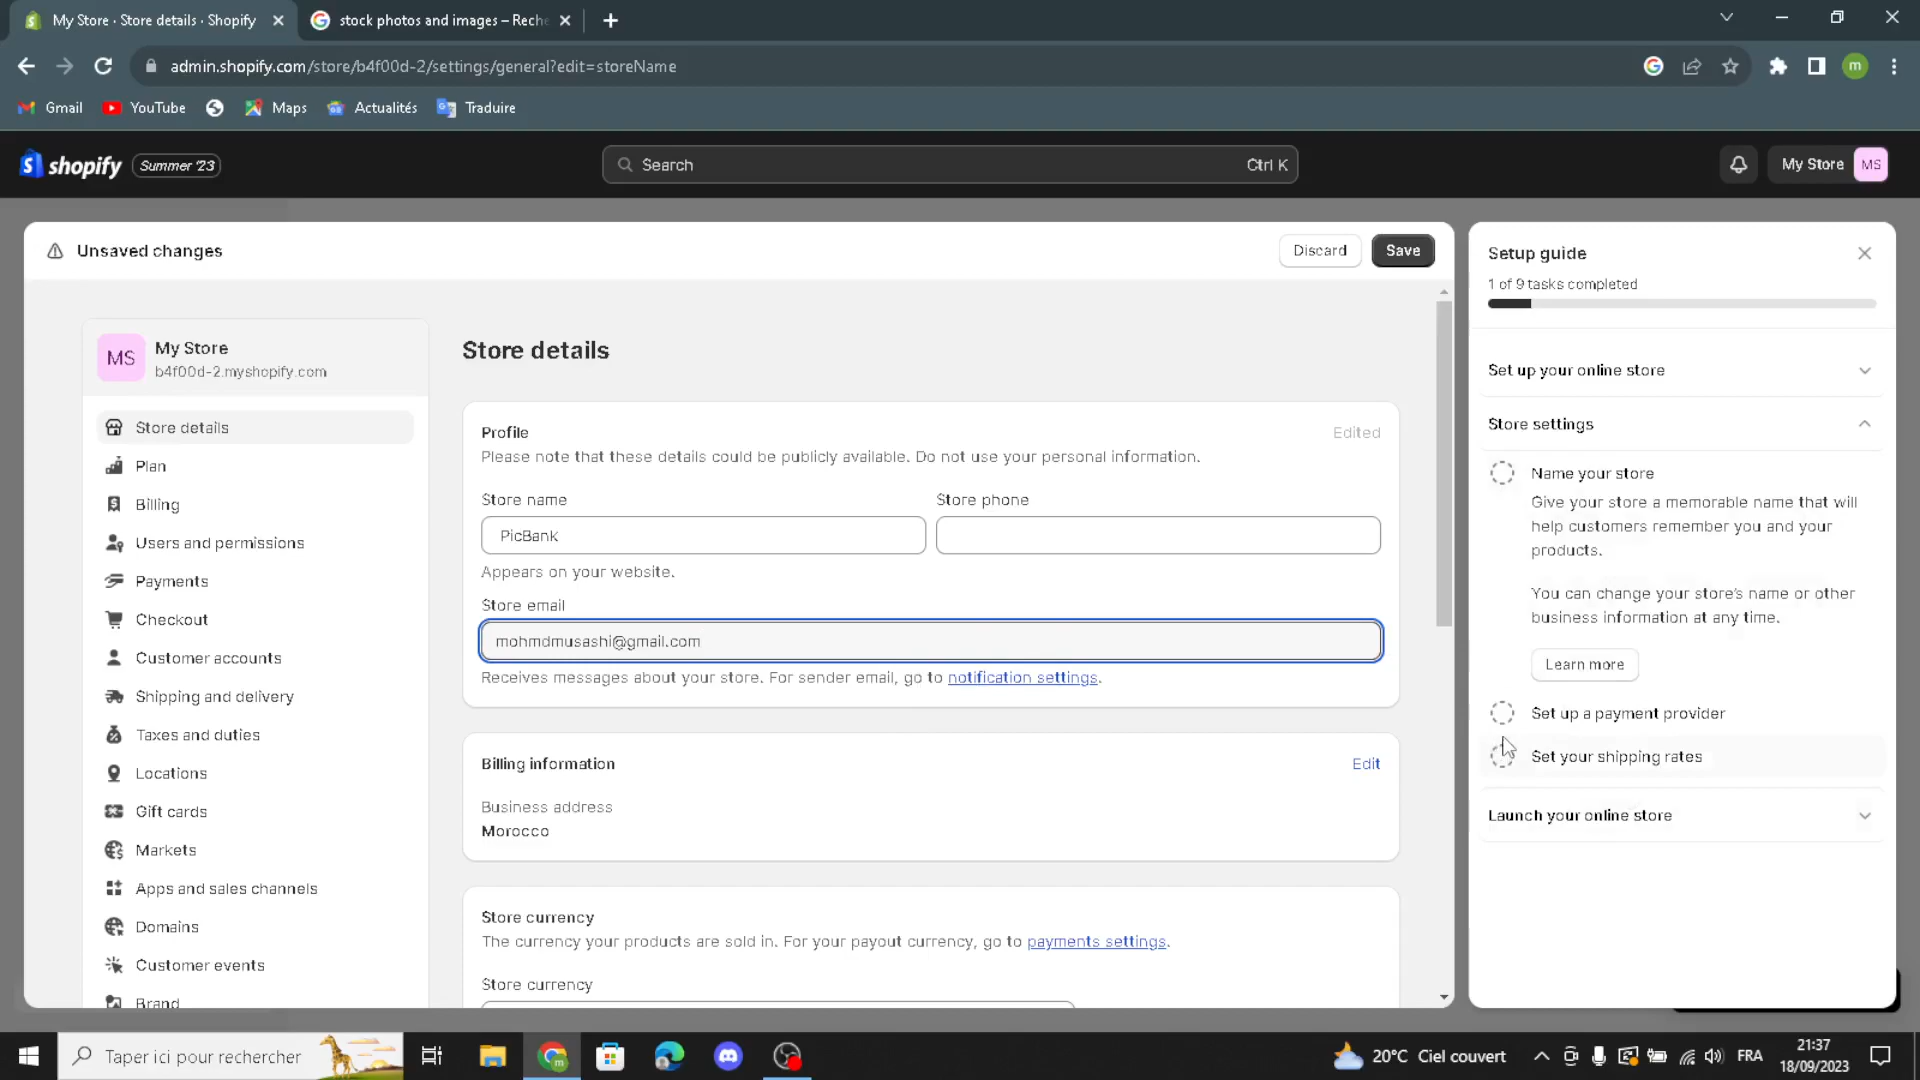 My Store · Store details · Shopify
stock photos and images – Reche
admin.shopify.com/store/b4f00d-2/settings/general?edit=storeName
m
Gmail
YouTube
Maps
Actualités
Traduire
shopify
Summer '23
Search
Ctrl K
My Store
MS
Unsaved changes
Discard
Save
MS
My Store
b4f00d-2.myshopify.com
Store details
Plan
Billing
Users and permissions
Payments
Checkout
Customer accounts
Shipping and delivery
Taxes and duties
Locations
Gift cards
Markets
Apps and sales channels
Domains
Customer events
Brand
Store details
Profile
Edited
Please note that these details could be publicly available. Do not use your personal information.
Store name
Store phone
PicBank
Appears on your website.
Store email
mohmdmusashi@gmail.com
Receives messages about your store. For sender email, go to notification settings.
Billing information
Edit
Business address
Morocco
Store currency
The currency your products are sold in. For your payout currency, go to payments settings.
Store currency
Setup guide
1 of 9 tasks completed
Set up your online store
Store settings
Name your store
Give your store a memorable name that will
help customers remember you and your
products.
You can change your store's name or other
business information at any time.
Learn more
Set up a payment provider
Set your shipping rates
Launch your online store
Taper ici pour rechercher
20°C Ciel couvert
FRA
21:37
18/09/2023